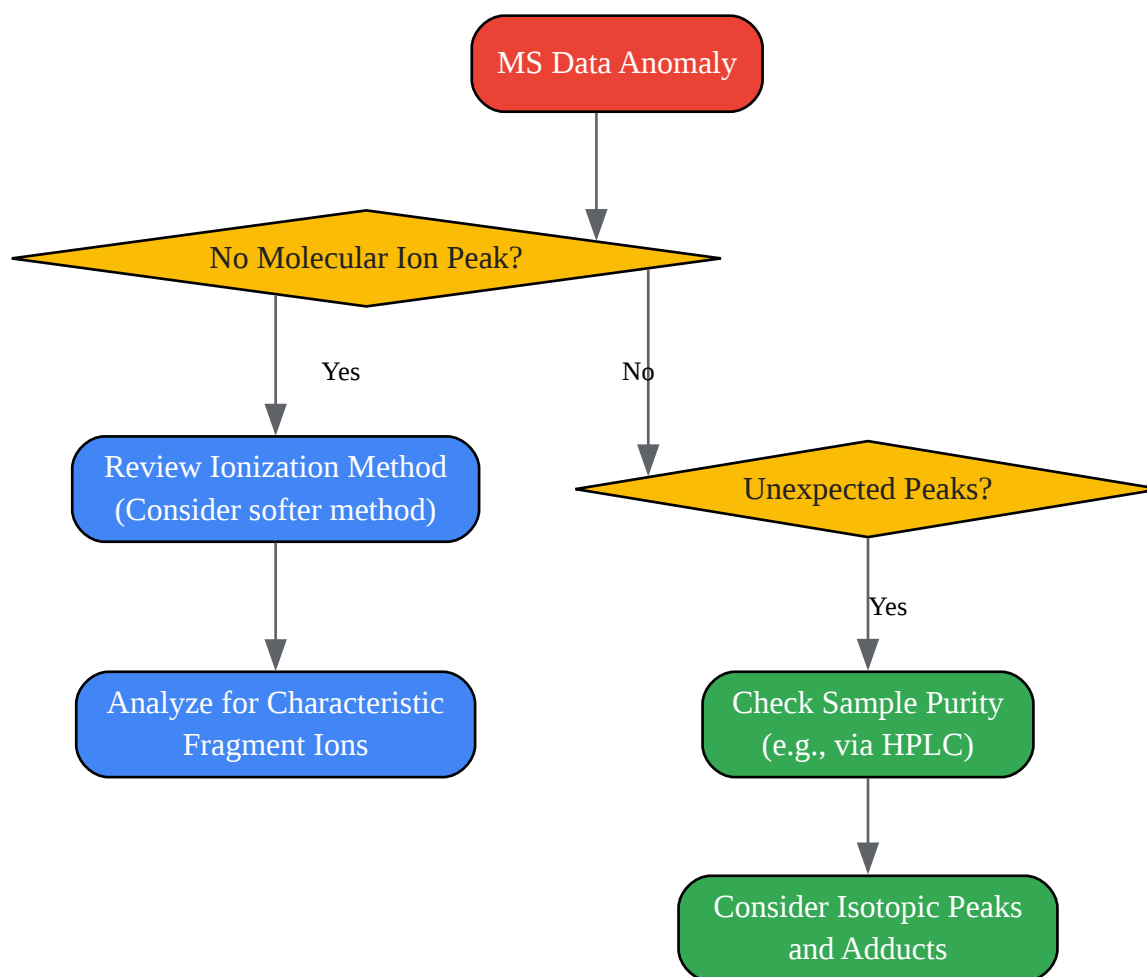 MS Data Anomaly
No Molecular Ion Peak?
Yes
No
Review Ionization Method
(Consider softer method)
Unexpected Peaks?
Yes
Analyze for Characteristic
Fragment Ions
Check Sample Purity
(e.g., via HPLC)
Consider Isotopic Peaks
and Adducts